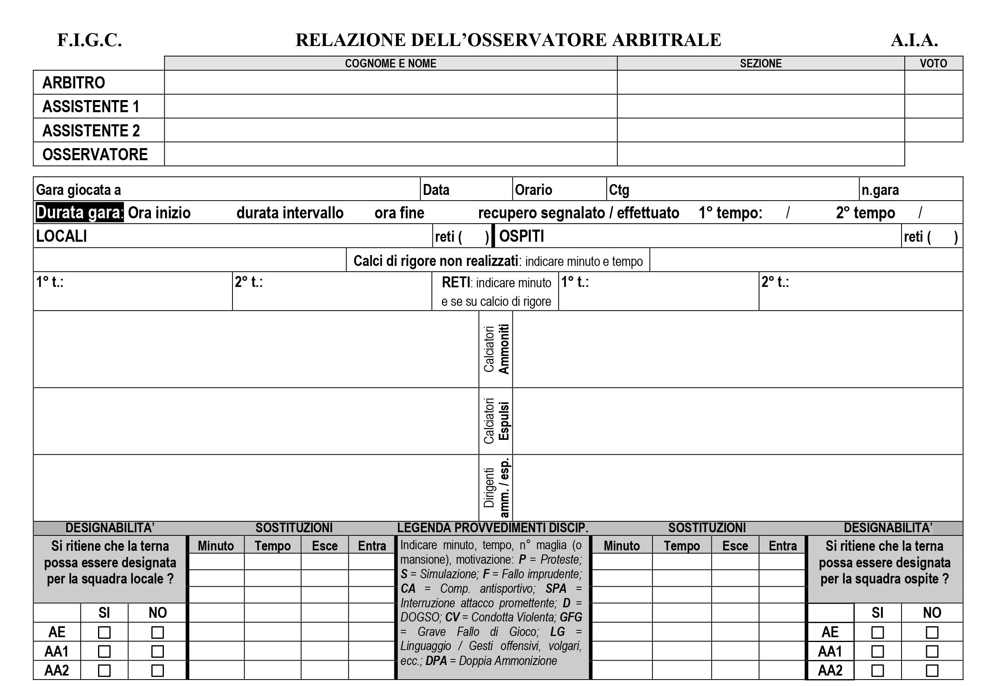 F.I.G.C. RELAZIONE DELL’OSSERVATORE ARBITRALE A.I.A.
COGNOME E NOME SEZIONE VOTO
ARBITRO
ASSISTENTE 1
ASSISTENTE 2
OSSERVATORE
Gara giocata a Data Orario Ctg n.gara
Durata gara: Ora inizio durata intervallo ora fine recupero segnalato / effettuato 1° tempo: / 2° tempo /
LOCALI reti ( ) OSPITI reti ( )
Calci di rigore non realizzati: indicare minuto e tempo
1° t.: 2° t.: RETI: indicare minuto 1° t.: 2° t.:
e se su calcio di rigore
Calciatori
Ammoniti
Calciatori
Espulsi
Dirigenti
amm. / esp.
DESIGNABILITA’ SOSTITUZIONI LEGENDA PROVVEDIMENTI DISCIP. SOSTITUZIONI DESIGNABILITA’
Si ritiene che la terna
possa essere designata
per la squadra locale ?
SI NO
AE
AA1
AA2
Minuto Tempo Esce Entra
Indicare minuto, tempo, n° maglia (o
mansione), motivazione: P = Proteste;
S = Simulazione; F = Fallo imprudente;
CA = Comp. antisportivo; SPA =
Interruzione attacco promettente; D =
DOGSO; CV = Condotta Violenta; GFG
= Grave Fallo di Gioco; LG =
Linguaggio / Gesti offensivi, volgari,
ecc.; DPA = Doppia Ammonizione
Minuto Tempo Esce Entra
Si ritiene che la terna
possa essere designata
per la squadra ospite ?
SI NO
AE
AA1
AA2